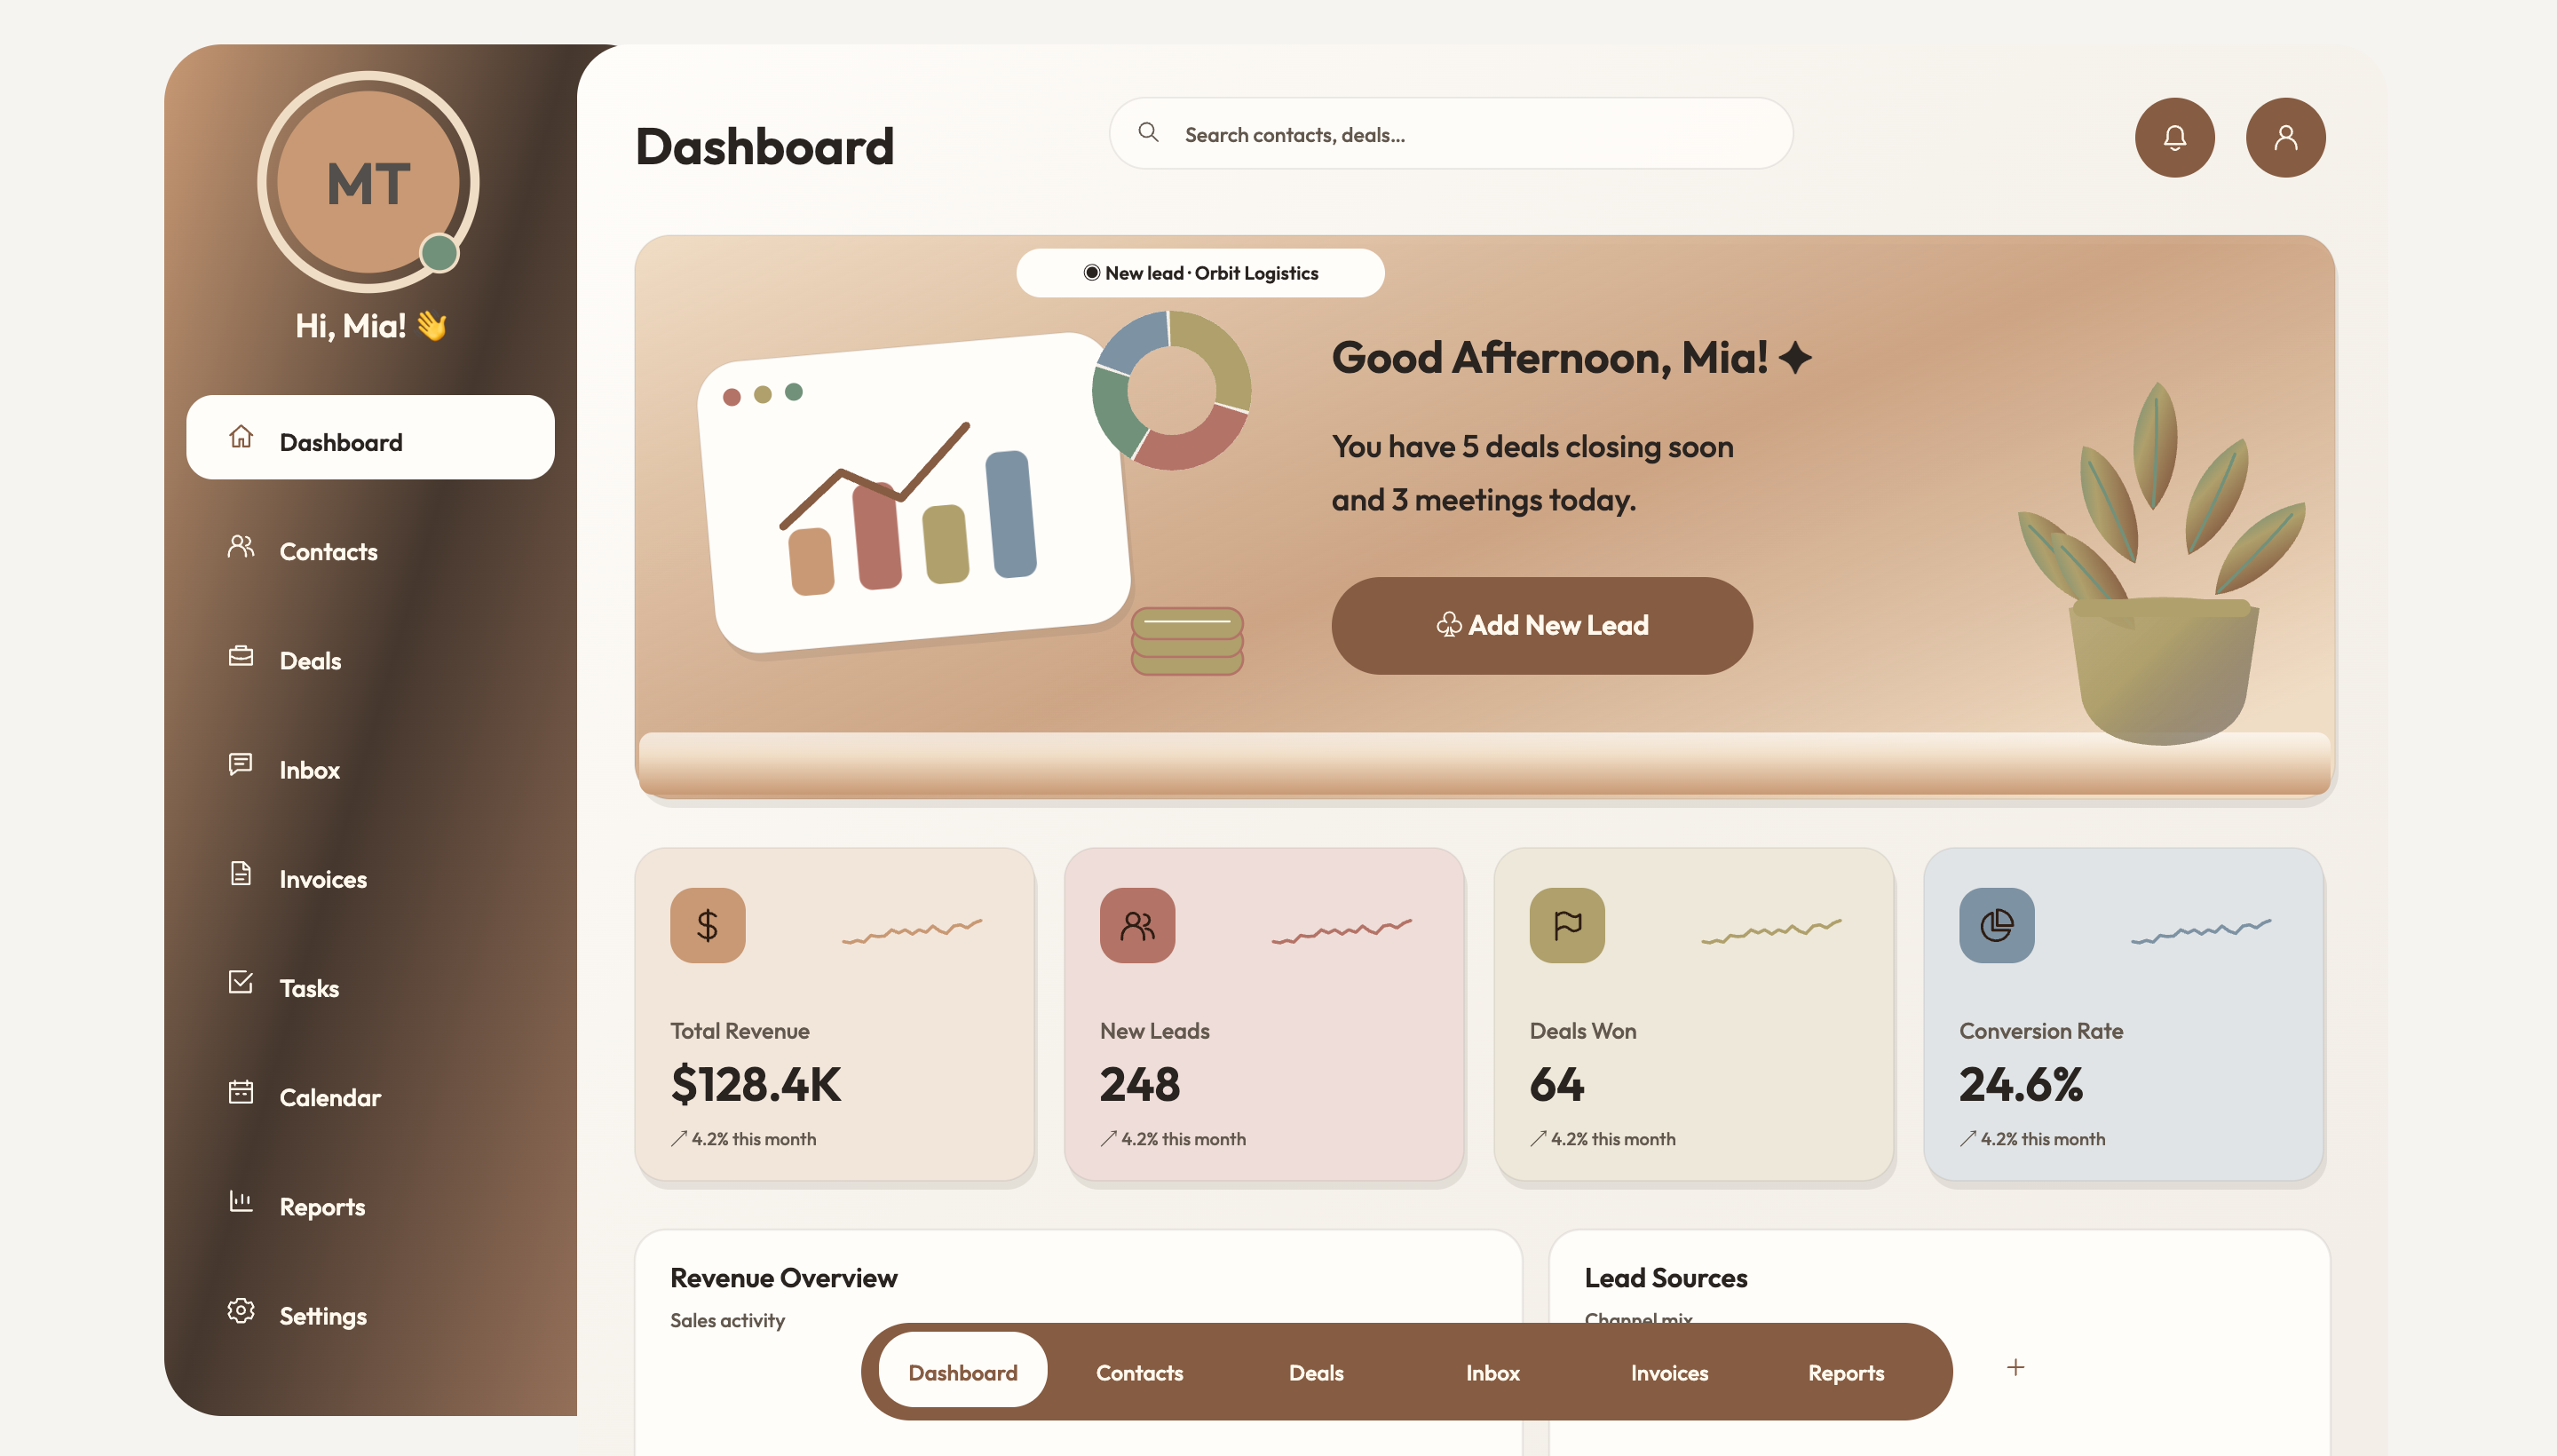 MT
Hi, Mia! 👋
Dashboard
Contacts
Deals
Inbox
Invoices
Tasks
Calendar
Reports
Settings
Dashboard
Search contacts, deals...
◉ New lead · Orbit Logistics
Good Afternoon, Mia! ✦
You have 5 deals closing soon
and 3 meetings today.
♧ Add New Lead
Total Revenue
$128.4K
↗ 4.2% this month
New Leads
248
↗ 4.2% this month
Deals Won
64
↗ 4.2% this month
Conversion Rate
24.6%
↗ 4.2% this month
Revenue Overview
Sales activity
Lead Sources
Channel mix
Dashboard
Contacts
Deals
Inbox
Invoices
Reports
+